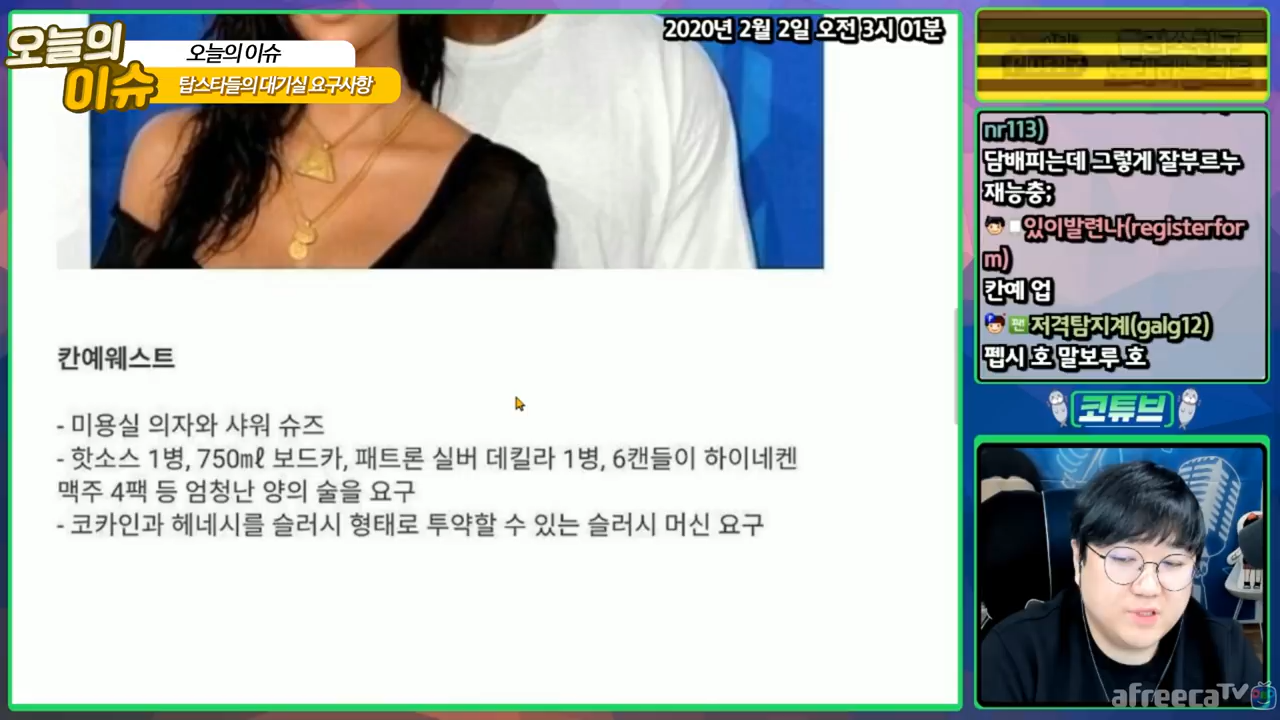 오늘의
이슈
오늘의 이슈
탑스타들의 대기실 요구사항
2020년 2월 2일 오전 3시 01분
칸예웨스트
- 미용실 의자와 샤워 슈즈
- 핫소스 1병, 750㎖ 보드카, 패트론 실버 데킬라 1병, 6캔들이 하이네켄
맥주 4팩 등 엄청난 양의 술을 요구
- 코카인과 헤네시를 슬러시 형태로 투약할 수 있는 슬러시 머신 요구
nr113)
담배피는데 그렇게 잘부르누
재능충;
있이발련나(registerfor
m)
칸예 업
팬 저격탐지계(galg12)
펩시 호 말보루 호
코튜브
afreecaTV